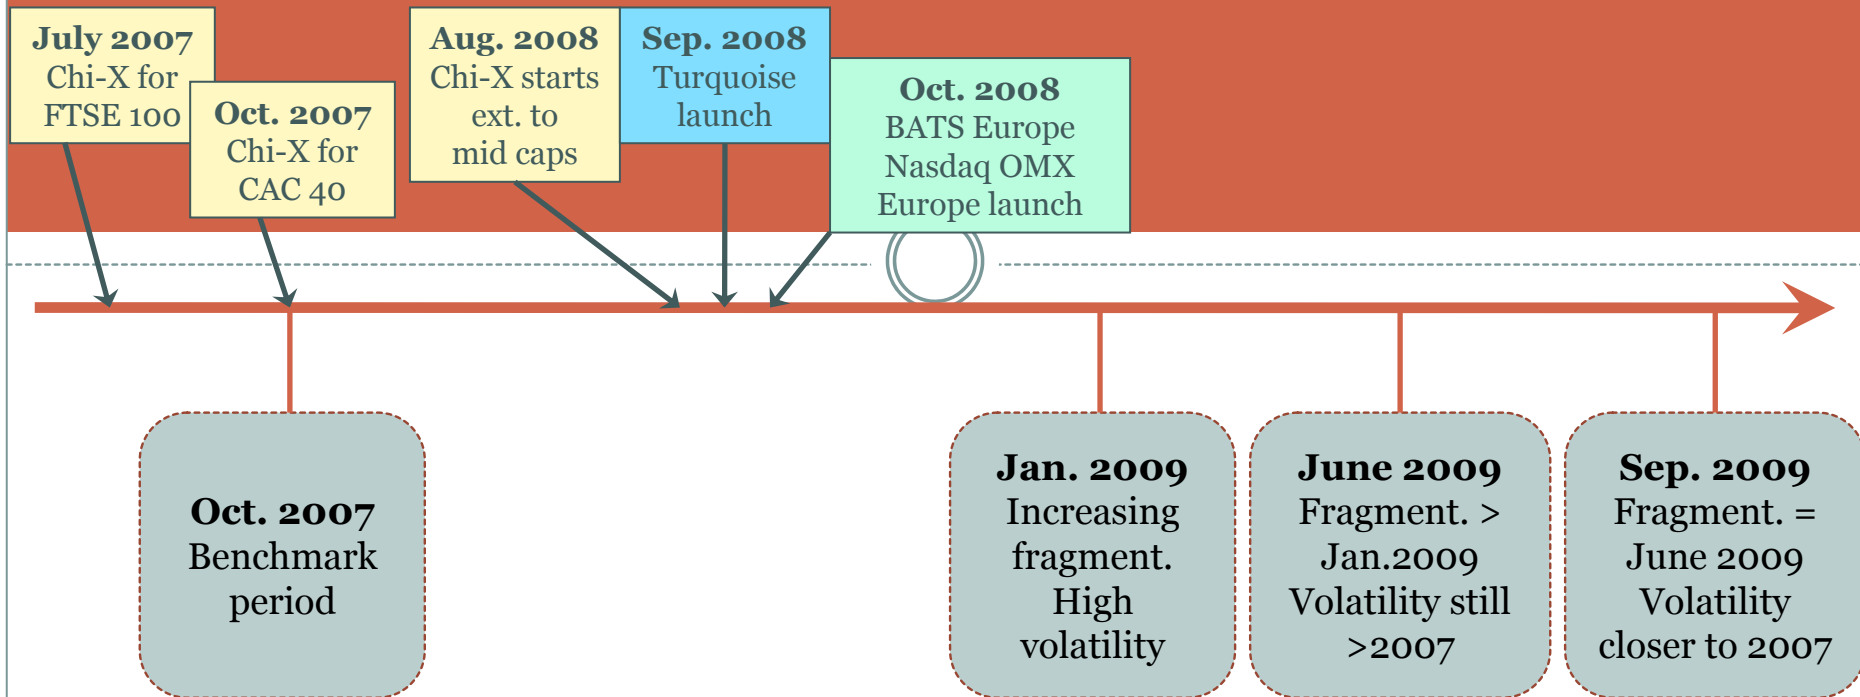 July 2007
Chi-X for
FTSE 100
Oct. 2007
Chi-X for
CAC 40
Aug. 2008
Chi-X starts
ext. to
mid caps
Sep. 2008
Turquoise
launch
Oct. 2008
BATS Europe
Nasdaq OMX
Europe launch
Oct. 2007
Benchmark
period
Jan. 2009
Increasing
fragment.
High
volatility
June 2009
Fragment. >
Jan.2009
Volatility still
>2007
Sep. 2009
Fragment. =
June 2009
Volatility
closer to 2007